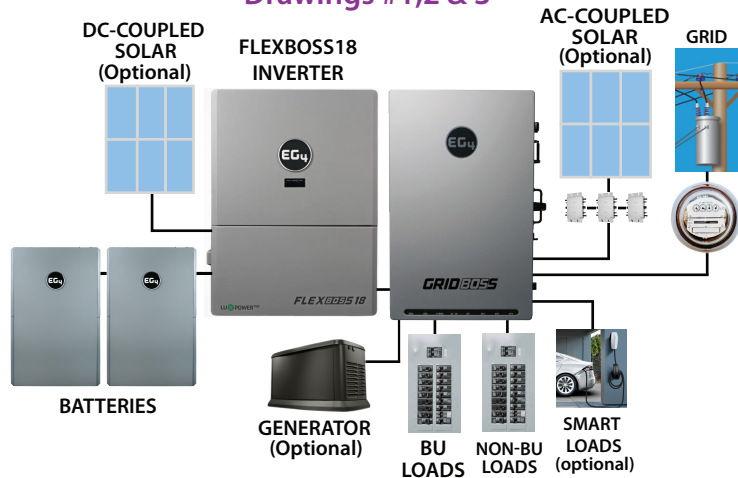 Drawings #1,2 & 3
DC-COUPLED
SOLAR
(Optional)
FLEXBOSS18
INVERTER
AC-COUPLED
SOLAR
(Optional)
GRID
EG4
EG4
EG4
EG4
GRIDBOSS
FLEXBOSS18
LUXPOWER
BATTERIES
GENERATOR
(Optional)
BU
LOADS
NON-BU
LOADS
SMART
LOADS
(optional)